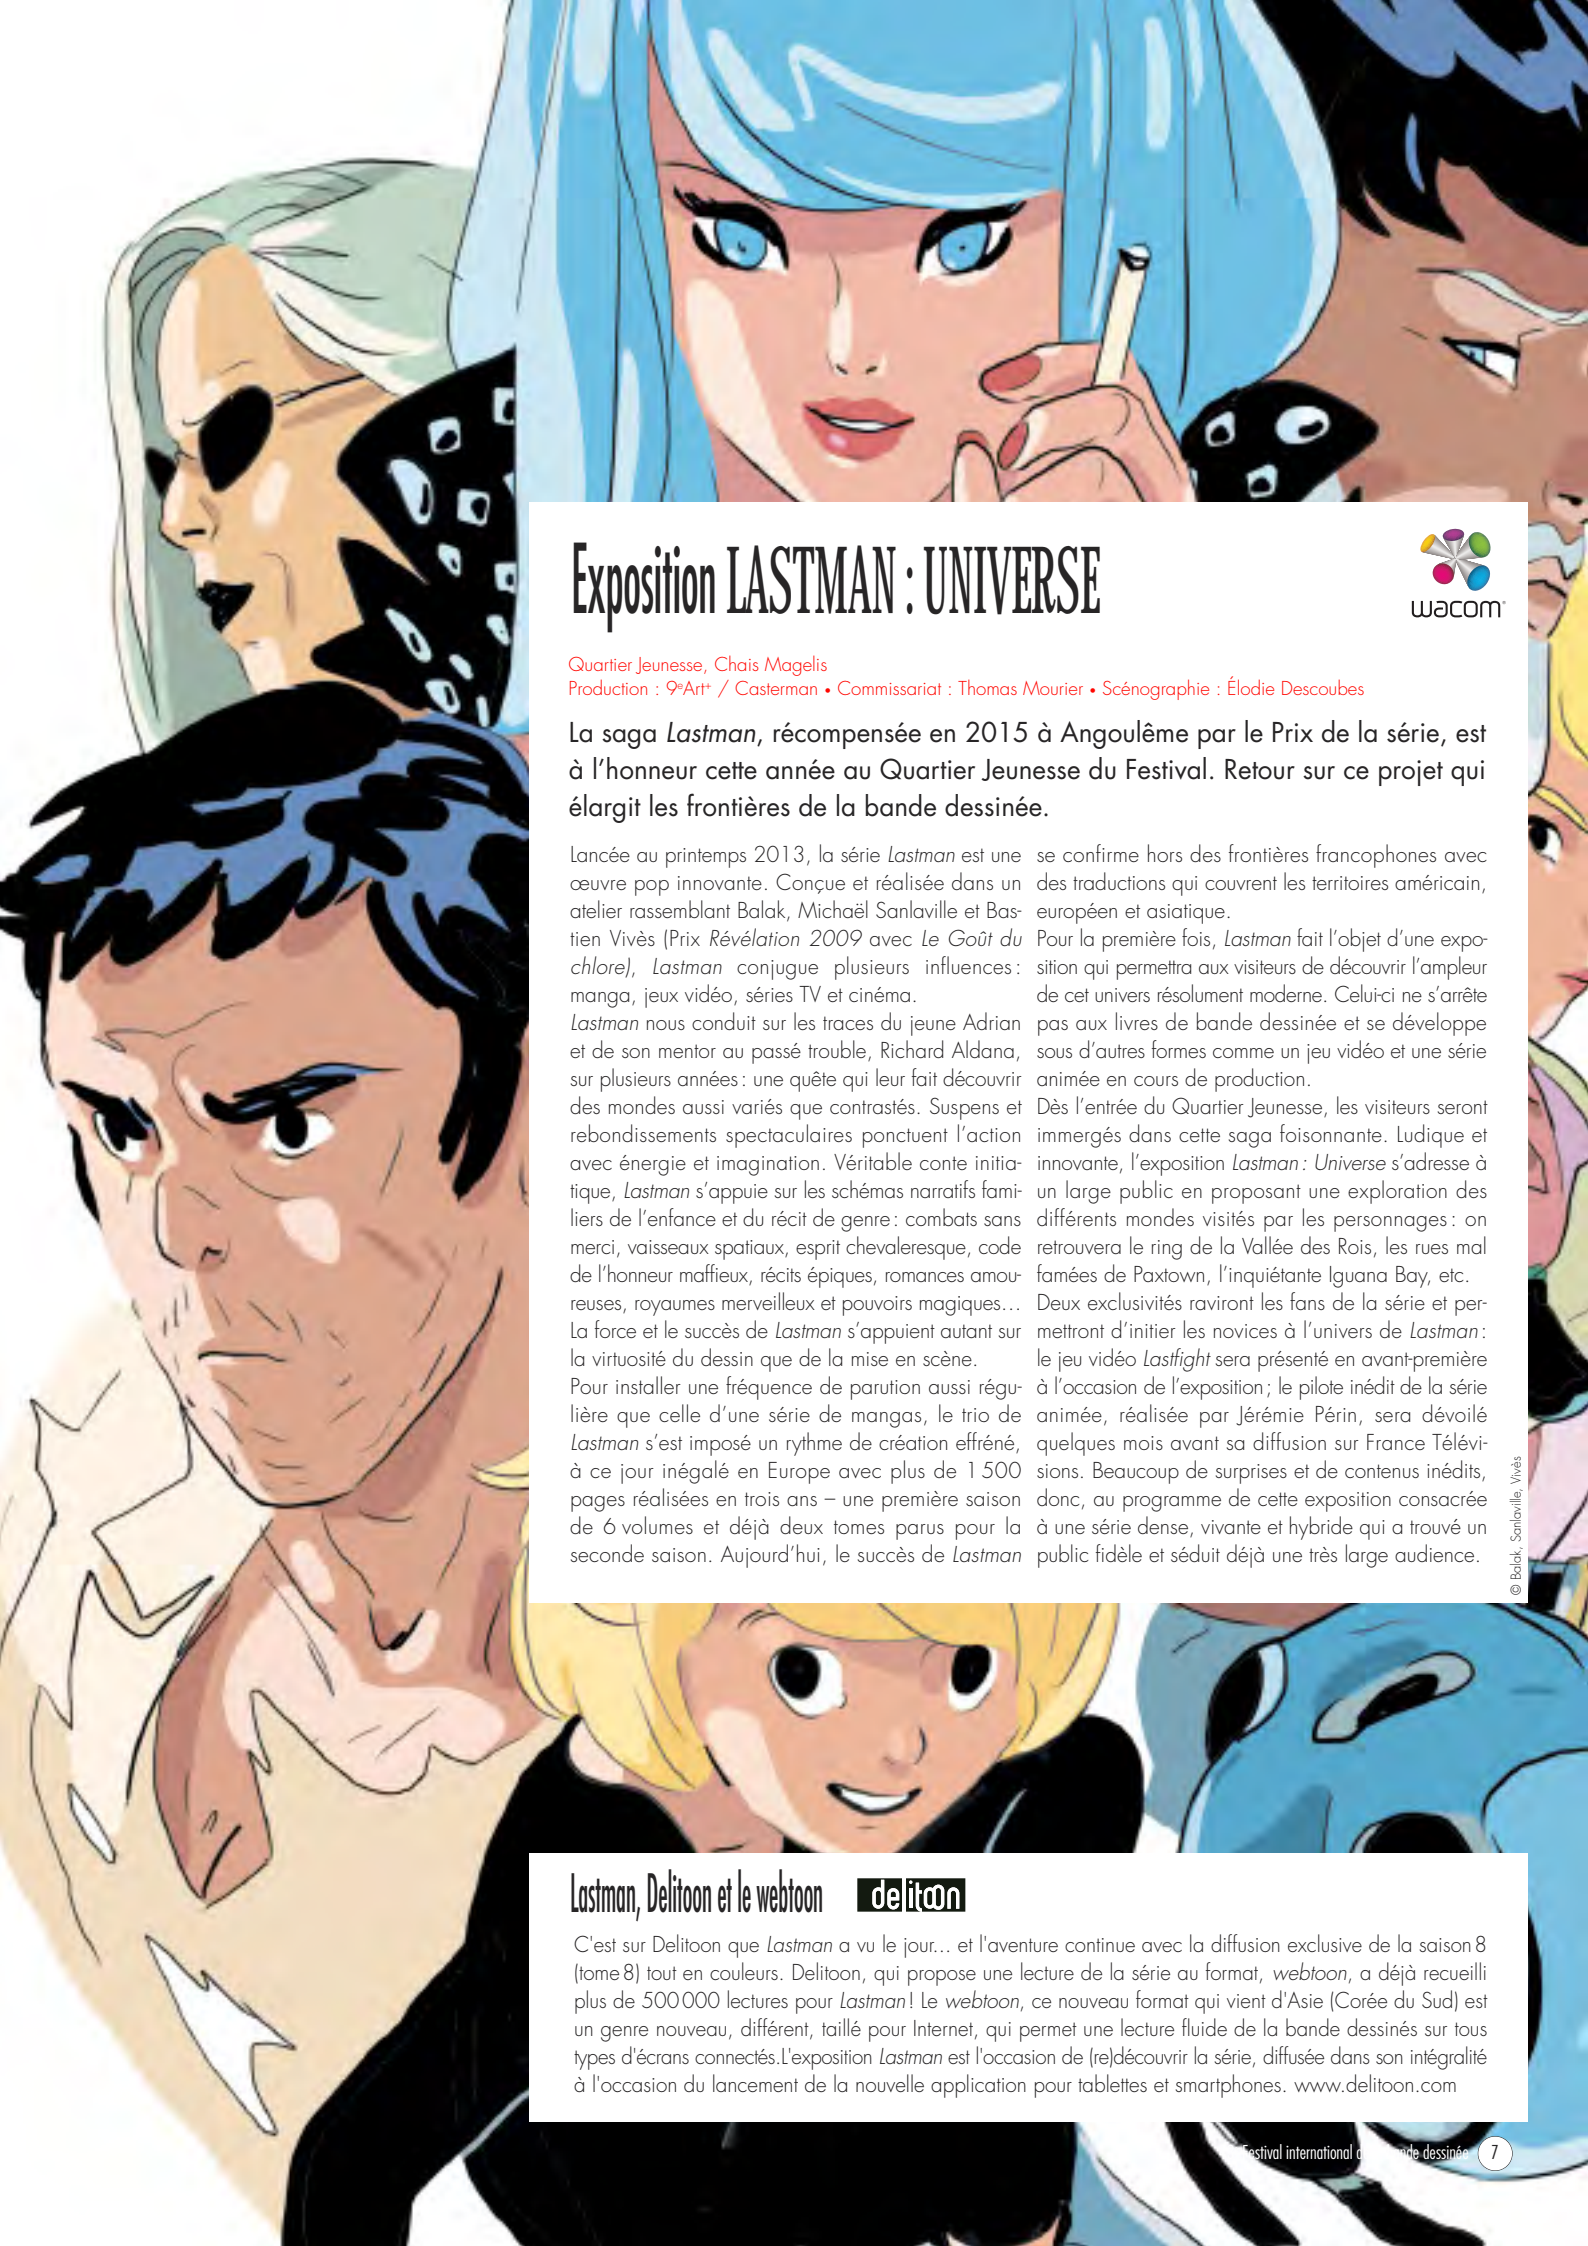 Exposition LASTMAN : UNIVERSE
wacom
Quartier Jeunesse, Chais Magelis
Production : 9eArt+ / Casterman • Commissariat : Thomas Mourier • Scénographie : Élodie Descoubes
La saga Lastman, récompensée en 2015 à Angoulême par le Prix de la série, est
à l’honneur cette année au Quartier Jeunesse du Festival. Retour sur ce projet qui
élargit les frontières de la bande dessinée.
Lancée au printemps 2013, la série Lastman est une
œuvre pop innovante. Conçue et réalisée dans un
atelier rassemblant Balak, Michaël Sanlaville et Bas-
tien Vivès (Prix Révélation 2009 avec Le Goût du
chlore), Lastman conjugue plusieurs influences :
manga, jeux vidéo, séries TV et cinéma.
Lastman nous conduit sur les traces du jeune Adrian
et de son mentor au passé trouble, Richard Aldana,
sur plusieurs années : une quête qui leur fait découvrir
des mondes aussi variés que contrastés. Suspens et
rebondissements spectaculaires ponctuent l’action
avec énergie et imagination. Véritable conte initia-
tique, Lastman s’appuie sur les schémas narratifs fami-
liers de l’enfance et du récit de genre : combats sans
merci, vaisseaux spatiaux, esprit chevaleresque, code
de l’honneur maffieux, récits épiques, romances amou-
reuses, royaumes merveilleux et pouvoirs magiques…
La force et le succès de Lastman s’appuient autant sur
la virtuosité du dessin que de la mise en scène.
Pour installer une fréquence de parution aussi régu-
lière que celle d’une série de mangas, le trio de
Lastman s’est imposé un rythme de création effréné,
à ce jour inégalé en Europe avec plus de 1 500
pages réalisées en trois ans – une première saison
de 6 volumes et déjà deux tomes parus pour la
seconde saison. Aujourd’hui, le succès de Lastman
se confirme hors des frontières francophones avec
des traductions qui couvrent les territoires américain,
européen et asiatique.
Pour la première fois, Lastman fait l’objet d’une expo-
sition qui permettra aux visiteurs de découvrir l’ampleur
de cet univers résolument moderne. Celui-ci ne s’arrête
pas aux livres de bande dessinée et se développe
sous d’autres formes comme un jeu vidéo et une série
animée en cours de production.
Dès l’entrée du Quartier Jeunesse, les visiteurs seront
immergés dans cette saga foisonnante. Ludique et
innovante, l’exposition Lastman : Universe s’adresse à
un large public en proposant une exploration des
différents mondes visités par les personnages : on
retrouvera le ring de la Vallée des Rois, les rues mal
famées de Paxtown, l’inquiétante Iguana Bay, etc.
Deux exclusivités raviront les fans de la série et per-
mettront d’initier les novices à l’univers de Lastman :
le jeu vidéo Lastfight sera présenté en avant-première
à l’occasion de l’exposition ; le pilote inédit de la série
animée, réalisée par Jérémie Périn, sera dévoilé
quelques mois avant sa diffusion sur France Télévi-
sions. Beaucoup de surprises et de contenus inédits,
donc, au programme de cette exposition consacrée
à une série dense, vivante et hybride qui a trouvé un
public fidèle et séduit déjà une très large audience.
© Balak, Sanlaville, Vivès
Lastman, Delitoon et le webtoon
delitoon
C'est sur Delitoon que Lastman a vu le jour... et l'aventure continue avec la diffusion exclusive de la saison 8
(tome 8) tout en couleurs. Delitoon, qui propose une lecture de la série au format, webtoon, a déjà recueilli
plus de 500 000 lectures pour Lastman ! Le webtoon, ce nouveau format qui vient d'Asie (Corée du Sud) est
un genre nouveau, différent, taillé pour Internet, qui permet une lecture fluide de la bande dessinés sur tous
types d'écrans connectés.L'exposition Lastman est l'occasion de (re)découvrir la série, diffusée dans son intégralité
à l'occasion du lancement de la nouvelle application pour tablettes et smartphones. www.delitoon.com
Festival international dessinée 7